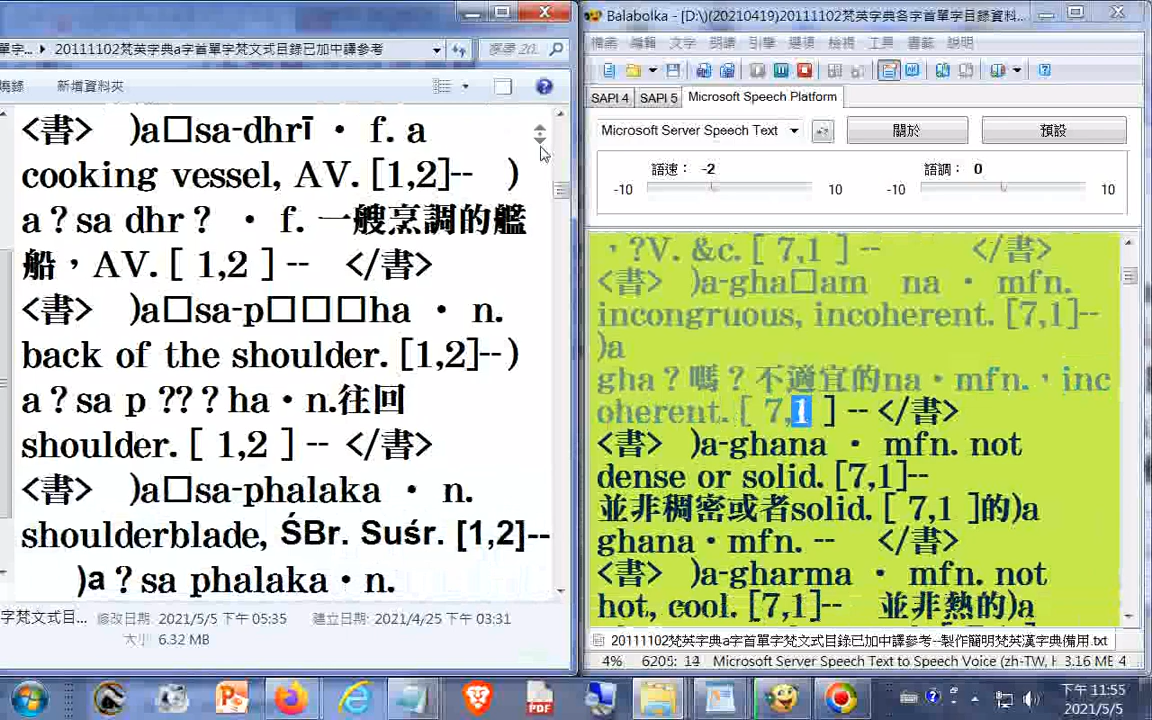 Balabolka - [D:\)(20210419)20111102梵英字典各字首單字目錄資料...
單字... ▸ 20111102梵英字典a字首單字梵文式目錄已加中譯參考
搜尋 20...
檔案 編輯 文字 朗讀 引擎 選項 檢視 工具 書籤 說明
燒錄 新增資料夾
SAPI 4 SAPI 5 Microsoft Speech Platform
Microsoft Server Speech Text
關於
預設
語速： -2
語調： 0
-10 10 -10 10
<書> )a□sa-dhrī • f. a
cooking vessel, AV. [1,2]-- )
a？sa dhr？ • f. 一艘烹調的艦
船，AV. [ 1,2 ] -- </書>
<書> )a□sa-p□□□ha • n.
back of the shoulder. [1,2]--)
a？sa p ??？ha • n.往回
shoulder. [ 1,2 ] -- </書>
<書> )a□sa-phalaka • n.
shoulderblade, ŚBr. Suśr. [1,2]--
)a？sa phalaka • n.
字梵文式目... 修改日期: 2021/5/5 下午 05:35 建立日期: 2021/4/25 下午 03:31
大小: 6.32 MB
，?V. &c. [ 7,1 ] -- </書>
<書> )a-gha□am na • mfn.
incongruous, incoherent. [7,1]--
)a
gha？嗎？不適宜的na • mfn.，inc
oherent. [ 7,1 ] -- </書>
<書> )a-ghana • mfn. not
dense or solid. [7,1]--
並非稠密或者solid. [ 7,1 ]的)a
ghana • mfn. -- </書>
<書> )a-gharma • mfn. not
hot, cool. [7,1]-- 並非熱的)a
20111102梵英字典a字首單字梵文式目錄已加中譯參考--製作簡明梵英漢字典備用.txt
4% 6205: 14 Microsoft Server Speech Text to Speech Voice (zh-TW, H 3.16 ME 4
下午 11:55
2021/5/5